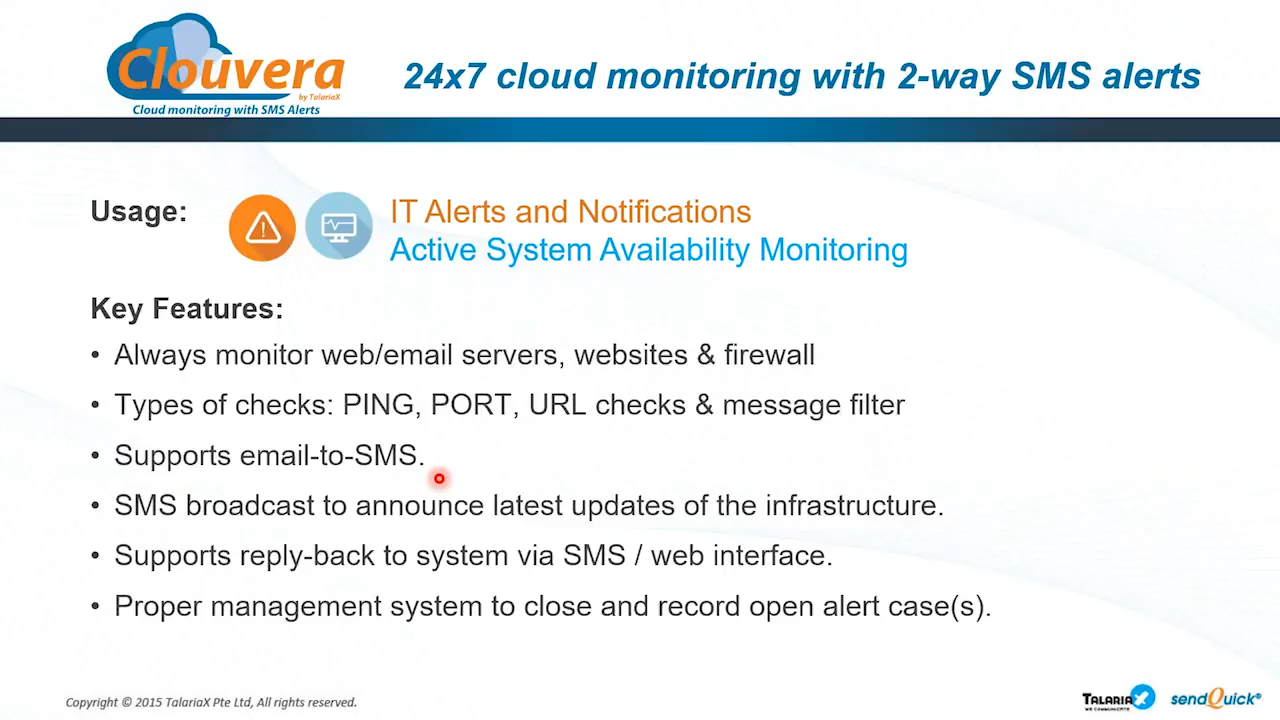 Clouvera
by TalariaX
Cloud monitoring with SMS Alerts
24x7 cloud monitoring with 2-way SMS alerts
Usage:
IT Alerts and Notifications
Active System Availability Monitoring
Key Features:
• Always monitor web/email servers, websites & firewall
• Types of checks: PING, PORT, URL checks & message filter
• Supports email-to-SMS.
• SMS broadcast to announce latest updates of the infrastructure.
• Supports reply-back to system via SMS / web interface.
• Proper management system to close and record open alert case(s).
Copyright © 2015 TalariaX Pte Ltd, All rights reserved.
TALARIAX
WE COMMUNICATE
sendQuick®